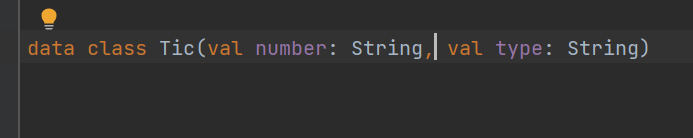 data class Tic(val number: String, val type: String)